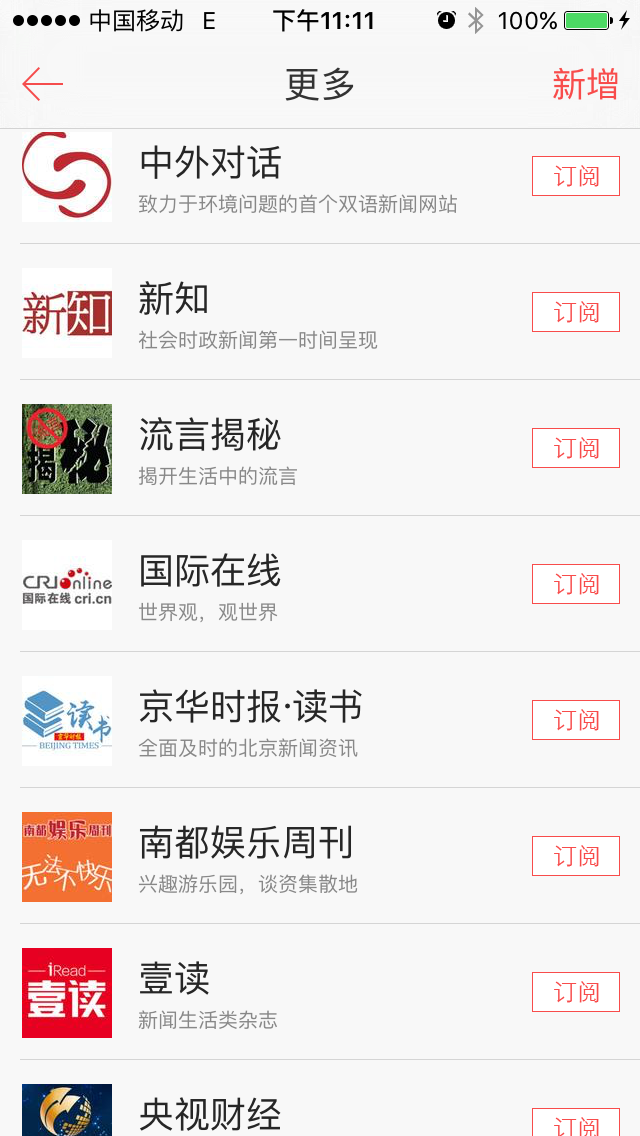 中国移动 E 下午11:11 100%
更多 新增
中外对话
致力于环境问题的首个双语新闻网站
订阅
新知
新知
社会时政新闻第一时间呈现
订阅
揭秘
流言揭秘
揭开生活中的流言
订阅
CRI online
国际在线 cri.cn
国际在线
世界观，观世界
订阅
读书
京华时报
BEIJING TIMES
京华时报·读书
全面及时的北京新闻资讯
订阅
南都娱乐周刊
无法不快乐
南都娱乐周刊
兴趣游乐园，谈资集散地
订阅
iRead
壹读
壹读
新闻生活类杂志
订阅
央视财经
订阅